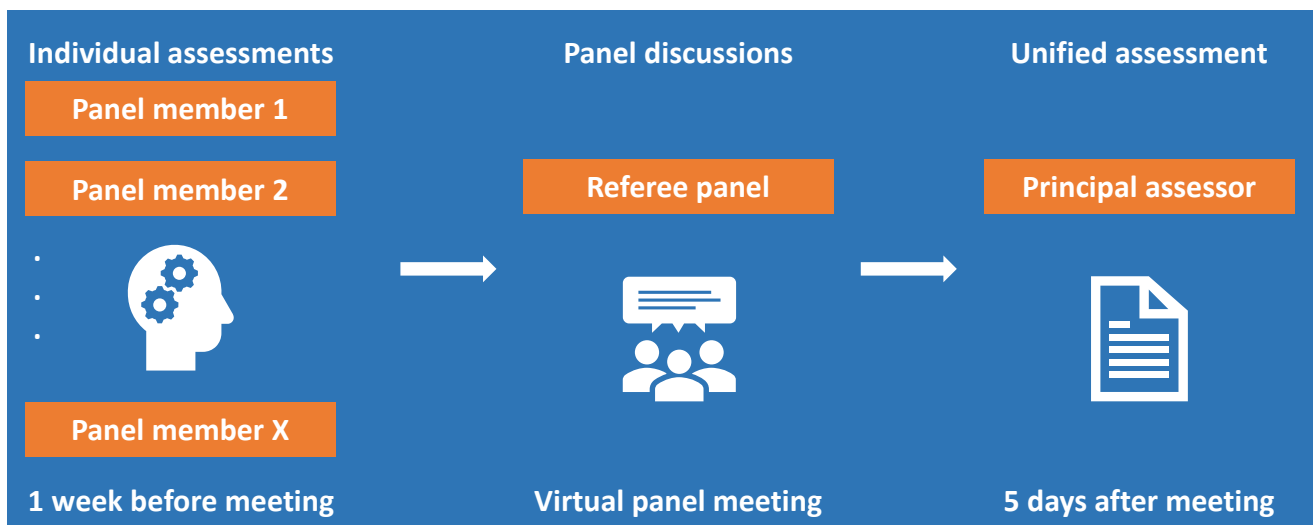 Individual assessments
Panel member 1
Panel member 2
.
.
.
Panel member X
1 week before meeting
Panel discussions
Referee panel
Virtual panel meeting
Unified assessment
Principal assessor
5 days after meeting